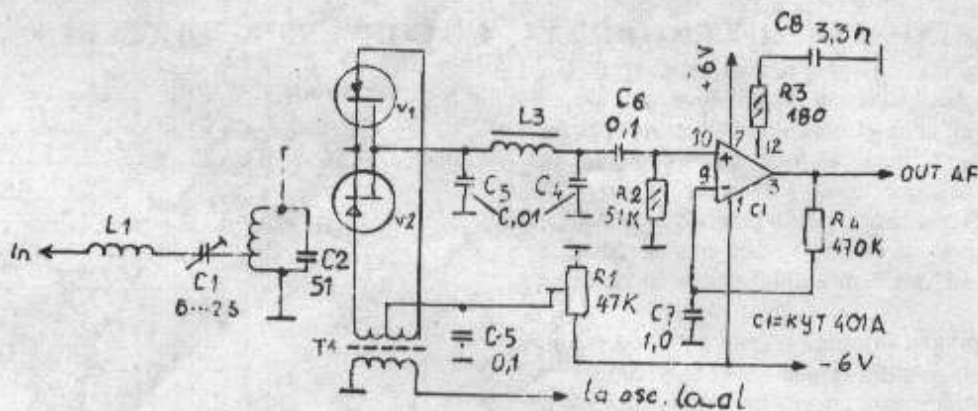 C8
3,3n
+6V
R3
180
C6
0,1
L3
V1
10
7
12
+
OUT AF
9
-
3
1
C1
C3
C4
0,01
R2
51K
V2
R4
470K
In
L1
C1
6...25
C2
51
R1
47K
C7
1,0
C1=KYT 401A
T1
C5
0,1
-6V
la osc. local